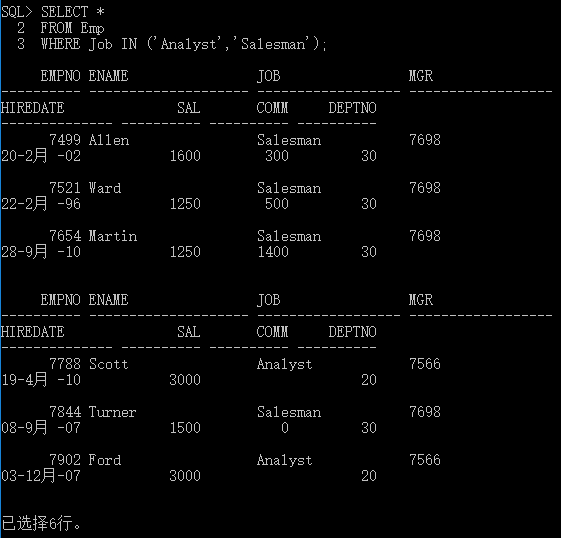 SQL> SELECT *
  2  FROM Emp
  3  WHERE Job IN ('Analyst','Salesman');
     EMPNO ENAME                JOB                MGR
---------- -------------------- ------------------ ------------------
HIREDATE              SAL       COMM     DEPTNO
-------------- ---------- ---------- ----------
      7499 Allen                Salesman           7698
20-2月 -02           1600        300         30
      7521 Ward                 Salesman           7698
22-2月 -96           1250        500         30
      7654 Martin               Salesman           7698
28-9月 -10           1250       1400         30
     EMPNO ENAME                JOB                MGR
---------- -------------------- ------------------ ------------------
HIREDATE              SAL       COMM     DEPTNO
-------------- ---------- ---------- ----------
      7788 Scott                Analyst            7566
19-4月 -10           3000                    20
      7844 Turner               Salesman           7698
08-9月 -07           1500          0         30
      7902 Ford                 Analyst            7566
03-12月-07           3000                    20
已选择6行。